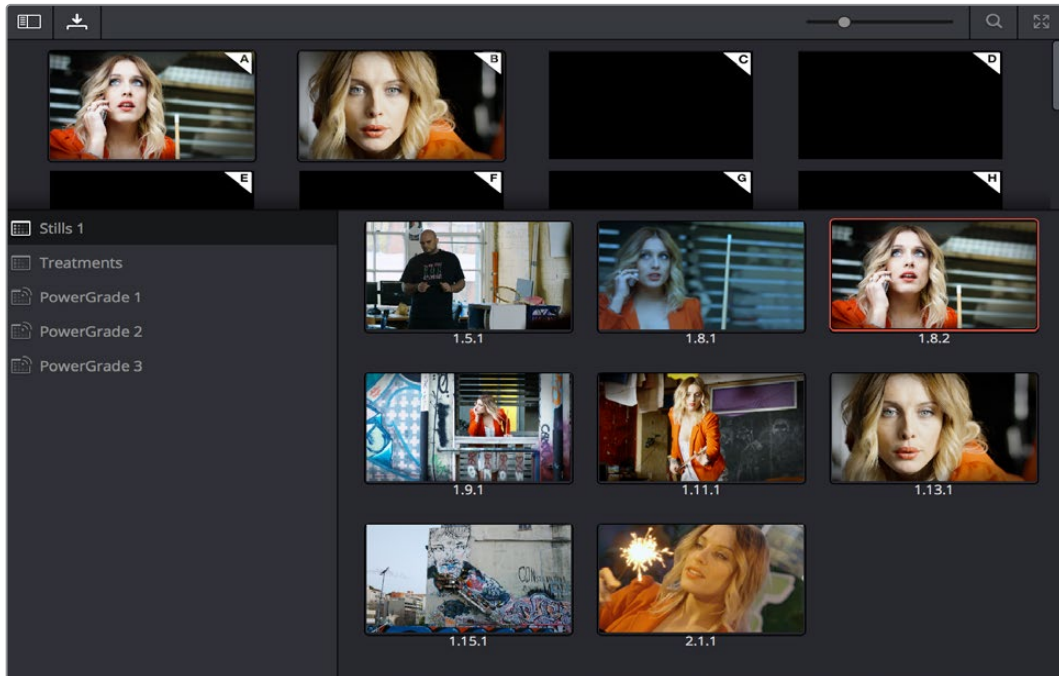 A
B
C
D
E
F
G
H
Stills 1
Treatments
PowerGrade 1
PowerGrade 2
PowerGrade 3
1.5.1
1.8.1
1.8.2
1.9.1
1.11.1
1.13.1
1.15.1
2.1.1